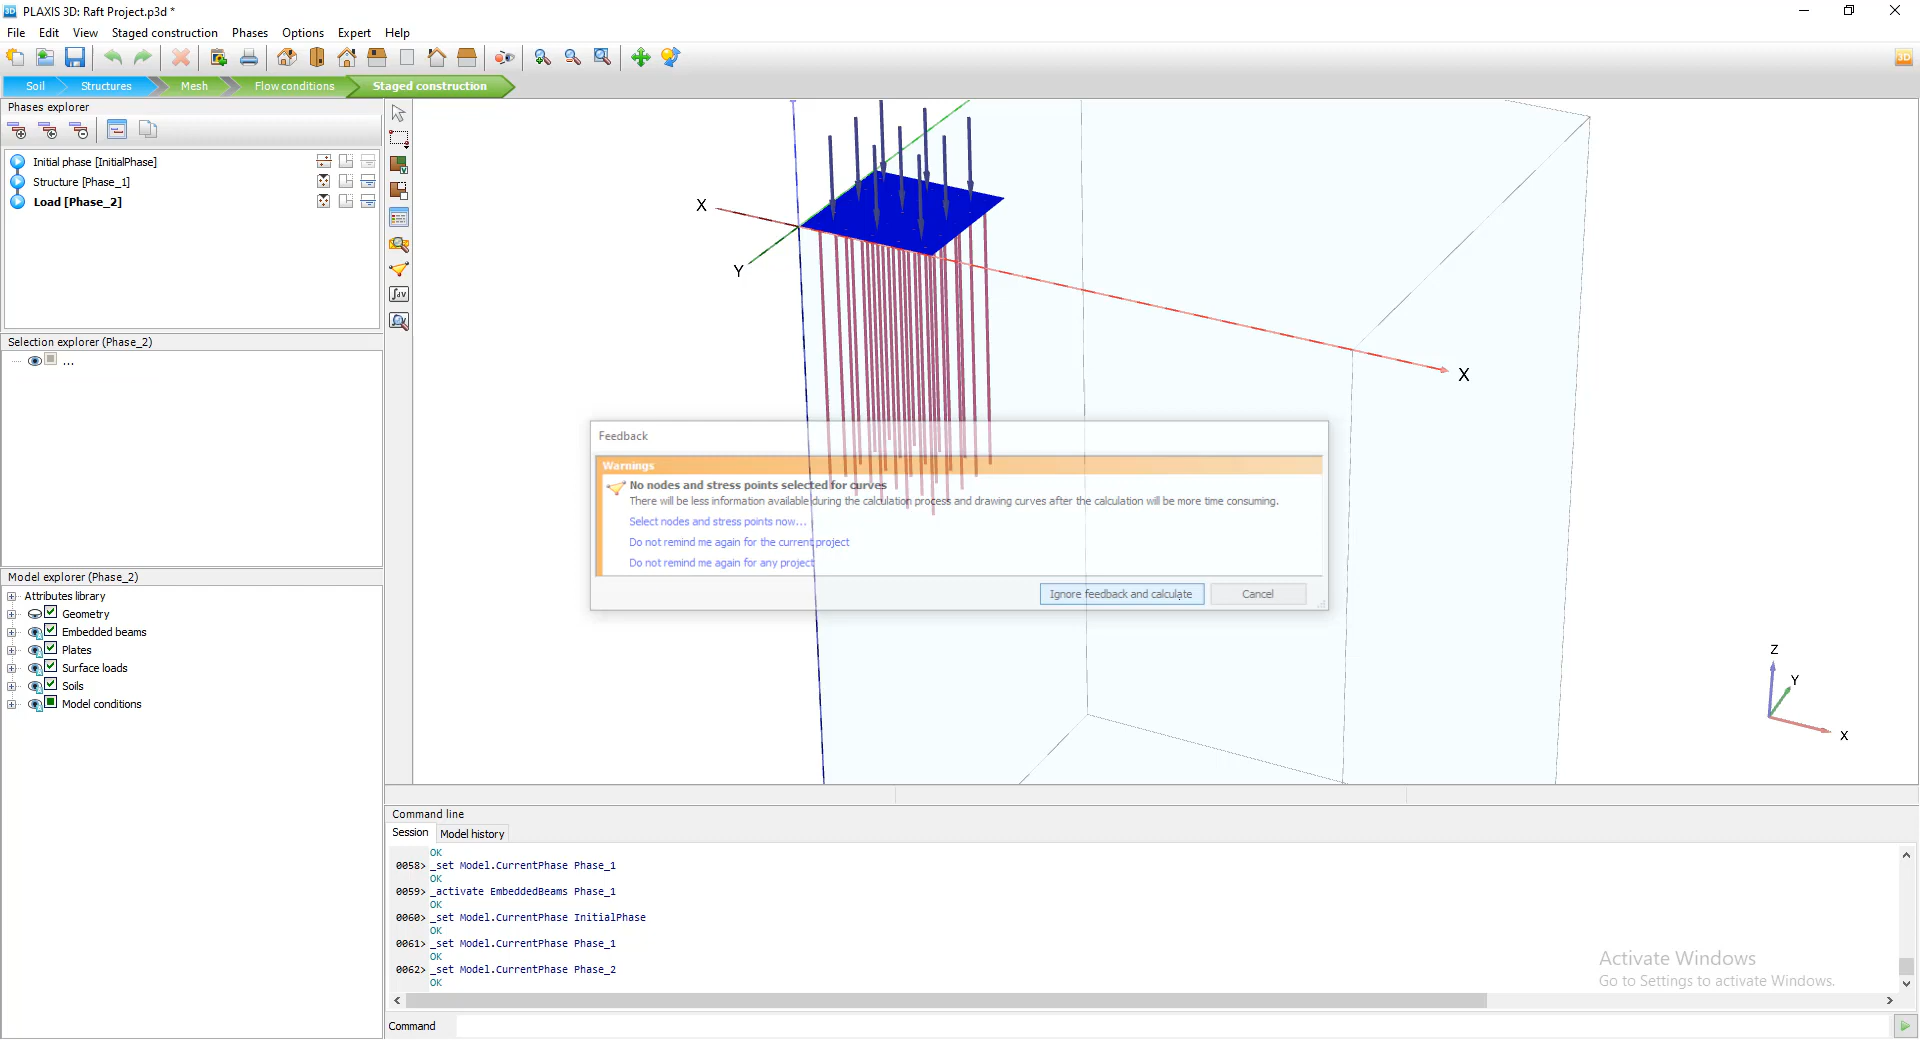 PLAXIS 3D: Raft Project.p3d *
File Edit View Staged construction Phases Options Expert Help
3D
Soil Structures Mesh Flow conditions Staged construction
Phases explorer
Initial phase [InitialPhase]
Structure [Phase_1]
Load [Phase_2]
Selection explorer (Phase_2)
...
Model explorer (Phase_2)
Attributes library
Geometry
Embedded beams
Plates
Surface loads
Soils
Model conditions
X
Y
X
Feedback
Warnings
No nodes and stress points selected for curves
There will be less information available during the calculation process and drawing curves after the calculation will be more time consuming.
Select nodes and stress points now...
Do not remind me again for the current project
Do not remind me again for any project
Ignore feedback and calculate Cancel
Z
Y
X
Command line
Session Model history
OK
0058> _set Model.CurrentPhase Phase_1
OK
0059> _activate EmbeddedBeams Phase_1
OK
0060> _set Model.CurrentPhase InitialPhase
OK
0061> _set Model.CurrentPhase Phase_1
OK
0062> _set Model.CurrentPhase Phase_2
OK
Activate Windows
Go to Settings to activate Windows.
Command